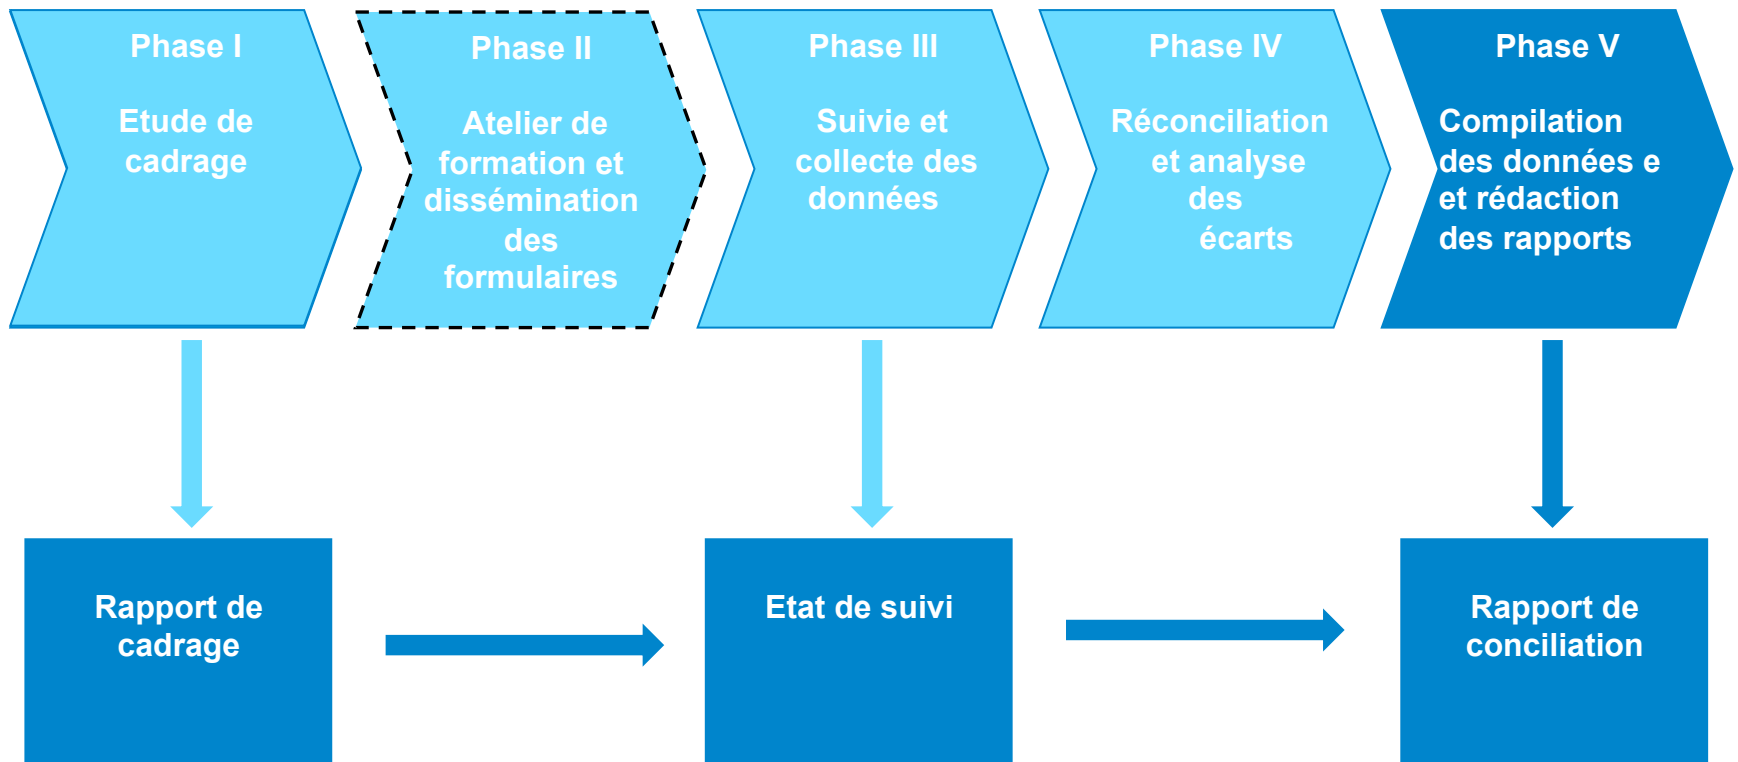 Phase I
Etude de
cadrage
Phase II
Atelier de
formation et
dissémination
des
formulaires
Phase III
Suivie et
collecte des
données
Phase IV
Réconciliation
et analyse
des
écarts
Phase V
Compilation
des données e
et rédaction
des rapports
Rapport de
cadrage
Etat de suivi
Rapport de
conciliation